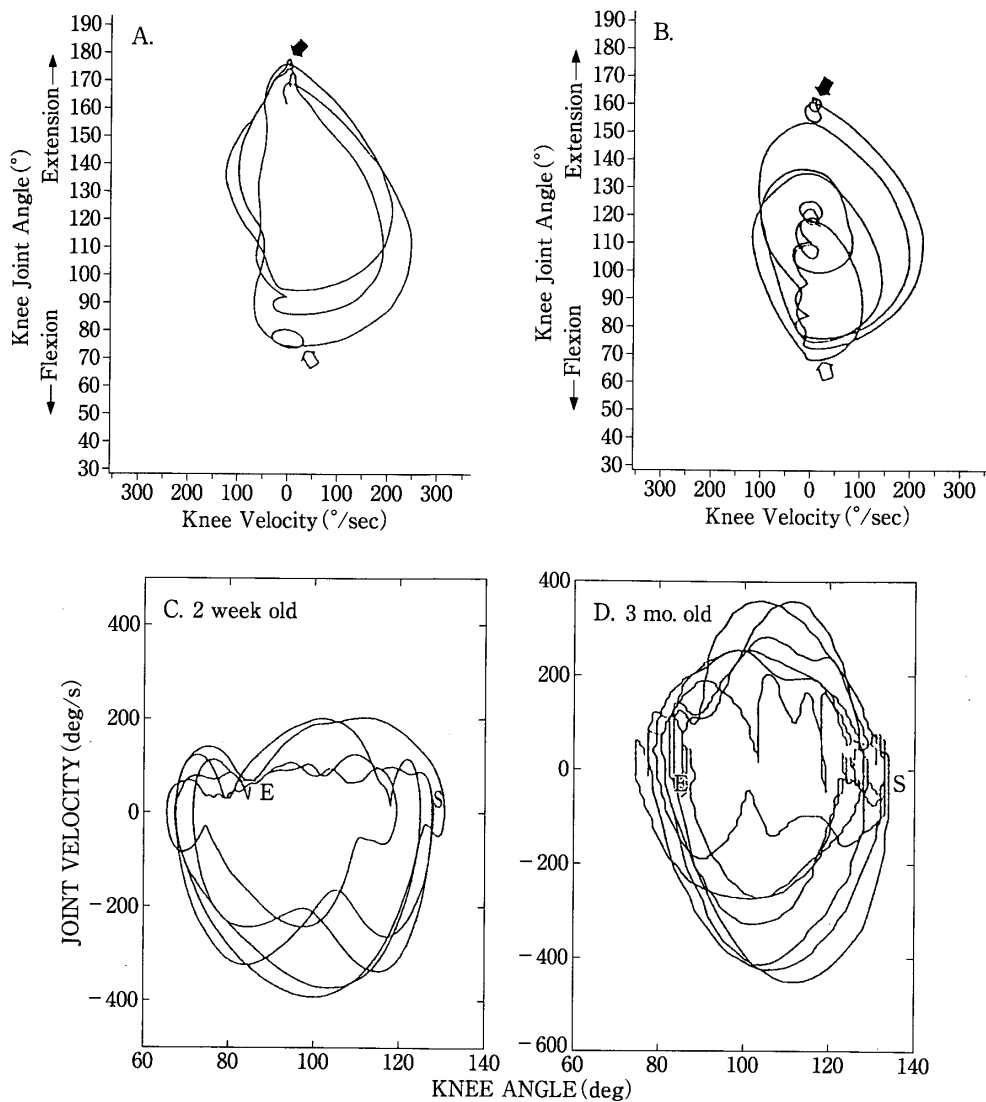 A.
190
180
170
160
150
140
130
120
110
100
90
80
70
60
50
40
30
Knee Joint Angle (°)
←Flexion Extension→
300 200 100 0 100 200 300
Knee Velocity (°/sec)
B.
190
180
170
160
150
140
130
120
110
100
90
80
70
60
50
40
30
Knee Joint Angle (°)
←Flexion Extension→
300 200 100 0 100 200 300
Knee Velocity (°/sec)
C. 2 week old
400
200
0
−200
−400
JOINT VELOCITY (deg/s)
E
S
60 80 100 120 140
D. 3 mo. old
400
200
0
−200
−400
−600
E
S
60 80 100 120 140
KNEE ANGLE (deg)